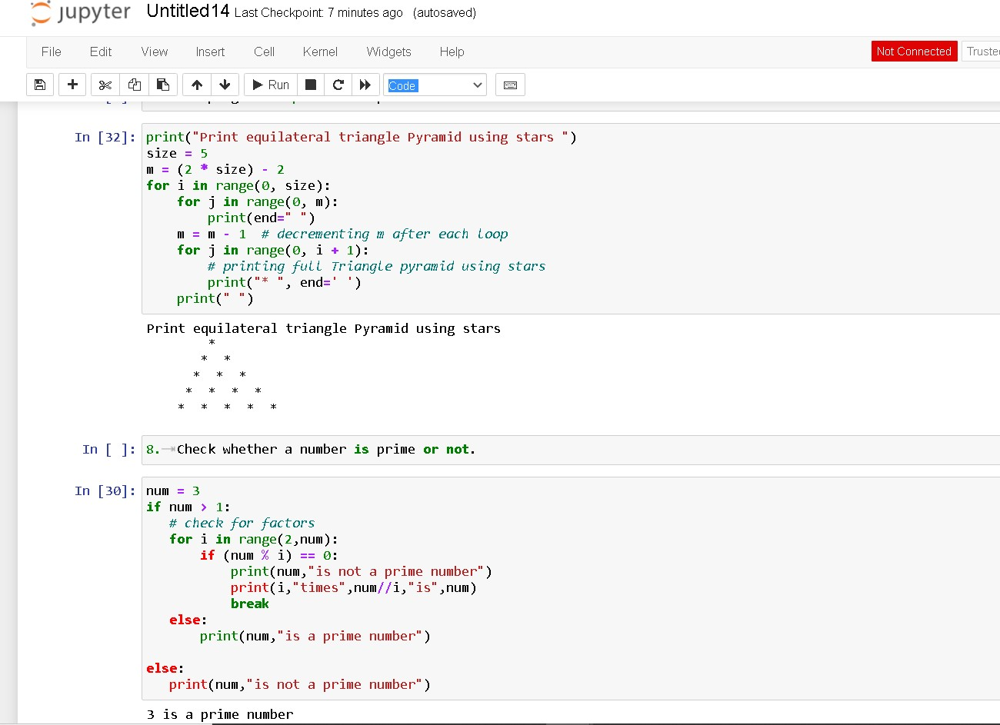 jupyter Untitled14 Last Checkpoint: 7 minutes ago (autosaved)
File Edit View Insert Cell Kernel Widgets Help Not Connected Truste
Run Code
In [32]: print("Print equilateral triangle Pyramid using stars ")
size = 5
m = (2 * size) - 2
for i in range(0, size):
    for j in range(0, m):
        print(end=" ")
    m = m - 1  # decrementing m after each loop
    for j in range(0, i + 1):
        # printing full Triangle pyramid using stars
        print("* ", end=' ')
    print(" ")
Print equilateral triangle Pyramid using stars
        *
       *  *
      *  *  *
     *  *  *  *
    *  *  *  *  *
In [ ]: 8.→Check whether a number is prime or not.
In [30]: num = 3
if num > 1:
   # check for factors
   for i in range(2,num):
       if (num % i) == 0:
           print(num,"is not a prime number")
           print(i,"times",num//i,"is",num)
           break
   else:
       print(num,"is a prime number")
else:
   print(num,"is not a prime number")
3 is a prime number